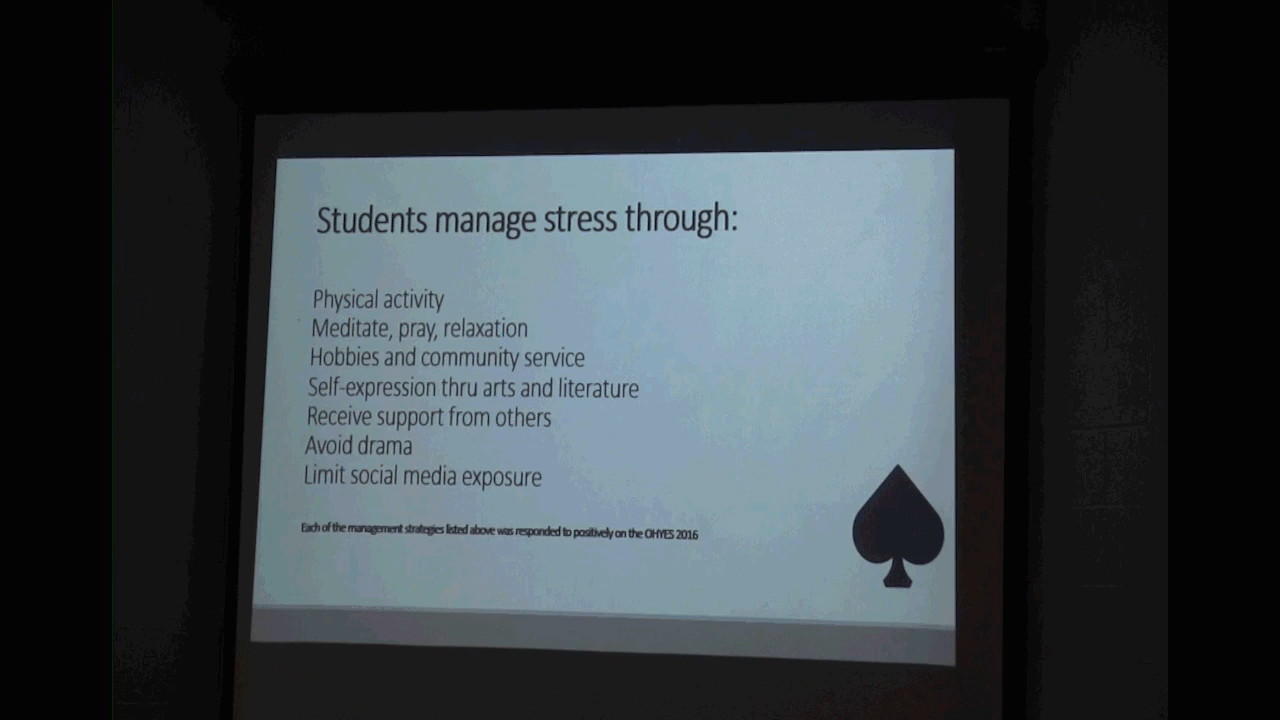 Students manage stress through:
Physical activity
Meditate, pray, relaxation
Hobbies and community service
Self-expression thru arts and literature
Receive support from others
Avoid drama
Limit social media exposure
Each of the management strategies listed above was responded to positively on the OHYES 2016